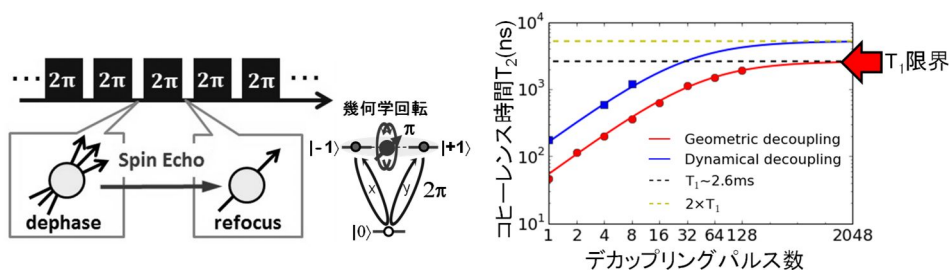 ··· 2π 2π 2π 2π 2π ···
Spin Echo
dephase
refocus
幾何学回転
π
|−1⟩ |+1⟩
x y 2π
|0⟩
コヒーレンス時間T₂(ns)
10⁴
10³
10²
10¹
T₁限界
Geometric decoupling
Dynamical decoupling
T₁~2.6ms
2×T₁
1 2 4 8 16 32 64 128 2048
デカップリングパルス数